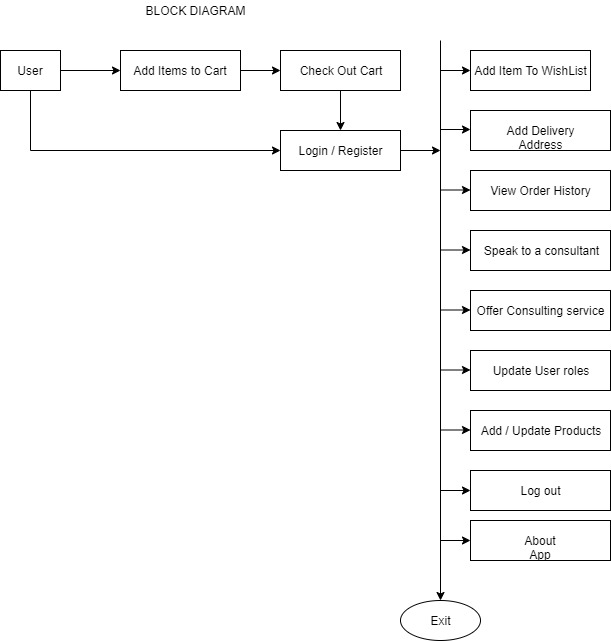 BLOCK DIAGRAM
User
Add Items to Cart
Check Out Cart
Login / Register
Add Item To WishList
Add Delivery
Address
View Order History
Speak to a consultant
Offer Consulting service
Update User roles
Add / Update Products
Log out
About
App
Exit